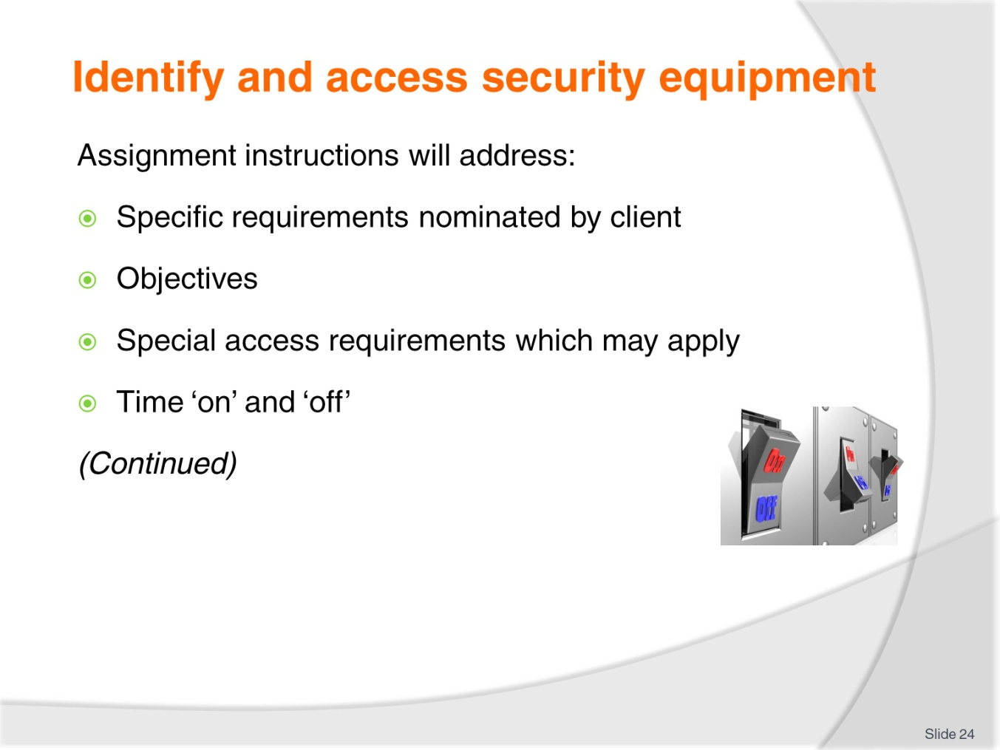 Identify and access security equipment
Assignment instructions will address:
Specific requirements nominated by client
Objectives
Special access requirements which may apply
Time ‘on’ and ‘off’
(Continued)
On
Off
Slide 24